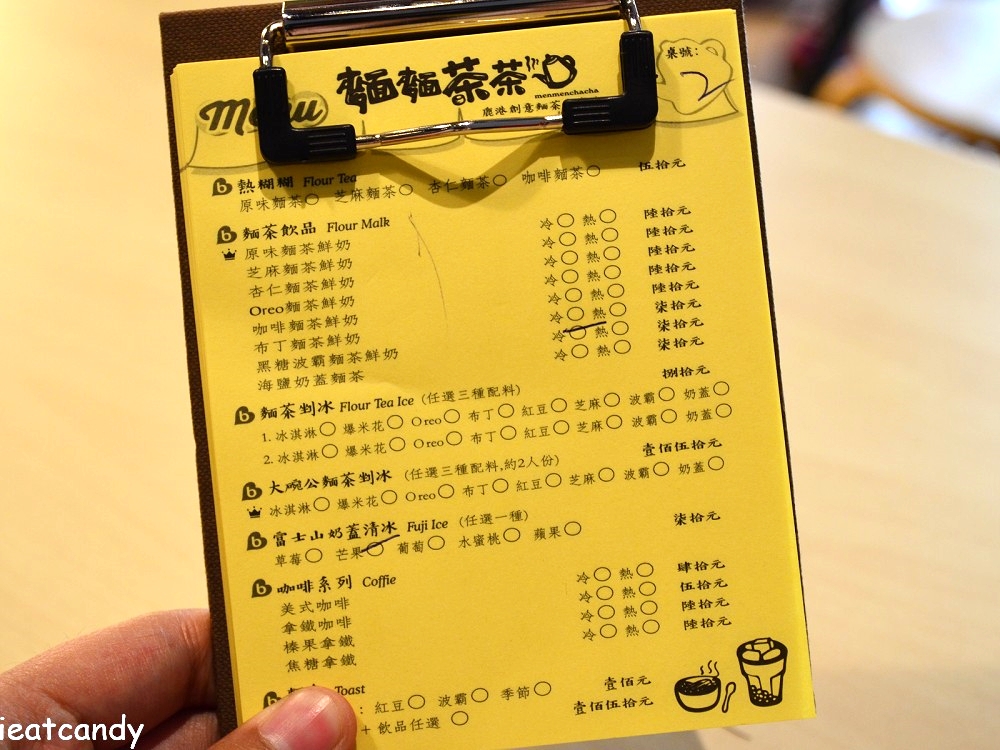 Menu 麵麵茶茶 桌號: 2
menmenchacha
鹿港創意麵茶
b 熱糊糊 Flour Tea 伍拾元
原味麵茶○ 芝麻麵茶○ 杏仁麵茶○ 咖啡麵茶○
b 麵茶飲品 Flour Malk
原味麵茶鮮奶 冷○ 熱○ 陸拾元
芝麻麵茶鮮奶 冷○ 熱○ 陸拾元
杏仁麵茶鮮奶 冷○ 熱○ 陸拾元
Oreo麵茶鮮奶 冷○ 熱○ 陸拾元
咖啡麵茶鮮奶 冷○ 熱○ 陸拾元
布丁麵茶鮮奶 冷○ 熱○ 柒拾元
黑糖波霸麵茶鮮奶 冷○ 熱○ 柒拾元
海鹽奶蓋麵茶 冷○ 熱○ 柒拾元
b 麵茶剉冰 Flour Tea Ice (任選三種配料) 捌拾元
1. 冰淇淋○ 爆米花○ Oreo○ 布丁○ 紅豆○ 芝麻○ 波霸○ 奶蓋○
2. 冰淇淋○ 爆米花○ Oreo○ 布丁○ 紅豆○ 芝麻○ 波霸○ 奶蓋○
b 大碗公麵茶剉冰 (任選三種配料,約2人份) 壹佰伍拾元
冰淇淋○ 爆米花○ Oreo○ 布丁○ 紅豆○ 芝麻○ 波霸○ 奶蓋○
b 富士山奶蓋清冰 Fuji Ice (任選一種) 柒拾元
草莓○ 芒果○ 葡萄○ 水蜜桃○ 蘋果○
b 咖啡系列 Coffie
美式咖啡 冷○ 熱○ 肆拾元
拿鐵咖啡 冷○ 熱○ 伍拾元
榛果拿鐵 冷○ 熱○ 陸拾元
焦糖拿鐵 冷○ 熱○ 陸拾元
b Toast
: 紅豆○ 波霸○ 季節○ 壹佰元
+ 飲品任選 ○ 壹佰伍拾元
ieatcandy